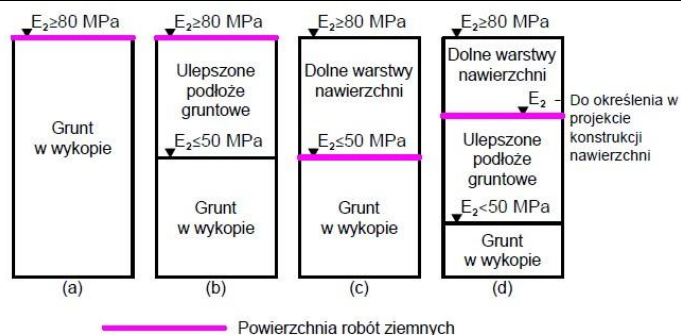 E₂≥80 MPa
Grunt
w wykopie
(a)
E₂≥80 MPa
Ulepszone
podłoże
gruntowe
E₂≤50 MPa
Grunt
w wykopie
(b)
E₂≥80 MPa
Dolne warstwy
nawierzchni
E₂≤50 MPa
Grunt
w wykopie
(c)
E₂≥80 MPa
Dolne warstwy
nawierzchni
E₂ - Do określenia w
projekcie
konstrukcji
nawierzchni
Ulepszone
podłoże
gruntowe
E₂<50 MPa
Grunt
w wykopie
(d)
Powierzchnia robót ziemnych